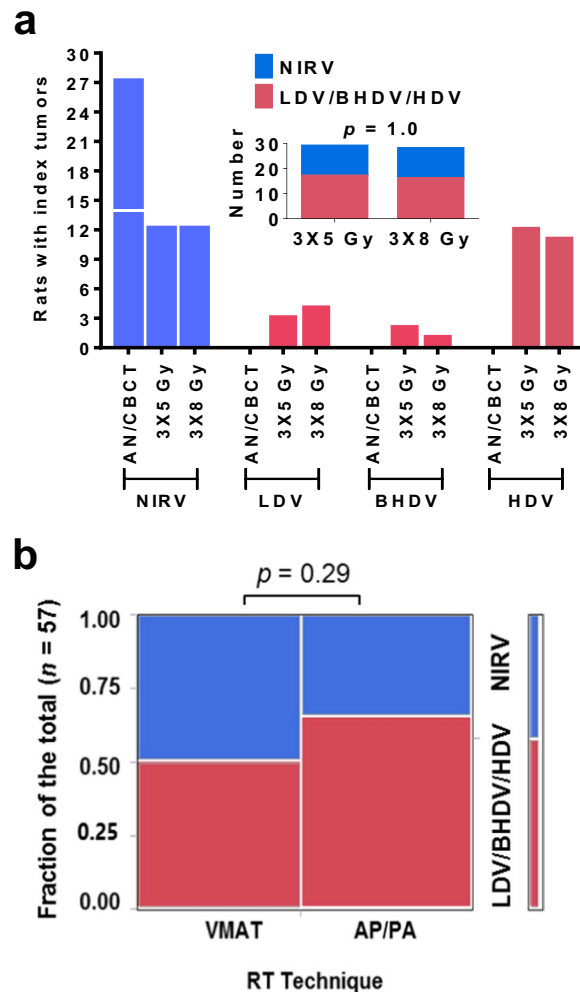 a
Rats with index tumors
30
27
24
21
18
15
12
9
6
3
0
NIRV
LDV/BHDV/HDV
p = 1.0
Number
30
20
10
0
3X5 Gy 3X8 Gy
AN/CBCT 3X5 Gy 3X8 Gy AN/CBCT 3X5 Gy 3X8 Gy AN/CBCT 3X5 Gy 3X8 Gy AN/CBCT 3X5 Gy 3X8 Gy
NIRV LDV BHDV HDV
b
p = 0.29
Fraction of the total (n = 57)
1.00
0.75
0.50
0.25
0.00
NIRV
LDV/BHDV/HDV
VMAT AP/PA
RT Technique